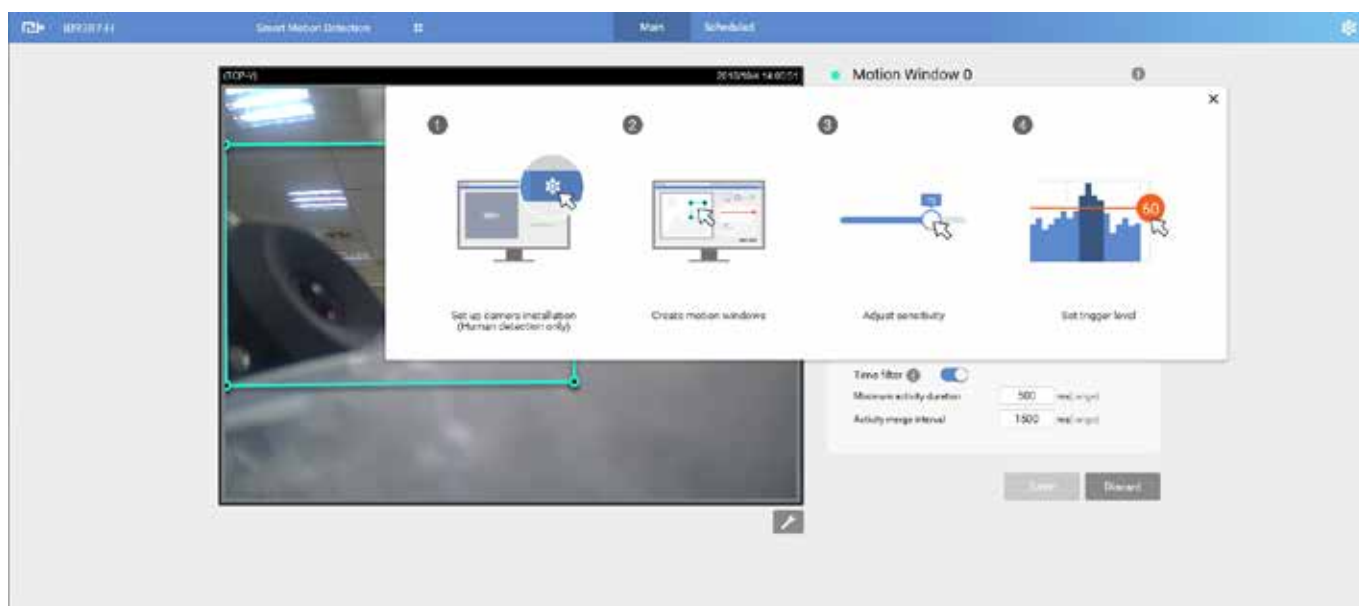 Smart Motion Detection
Main
Scheduled
(TCP-V)
Motion Window 0
1
2
3
4
60
Set up camera installation
(Human detection only)
Create motion windows
Adjust sensitivity
Set trigger level
Time filter
Minimum activity duration
500
Activity merge interval
1500
Save
Discard